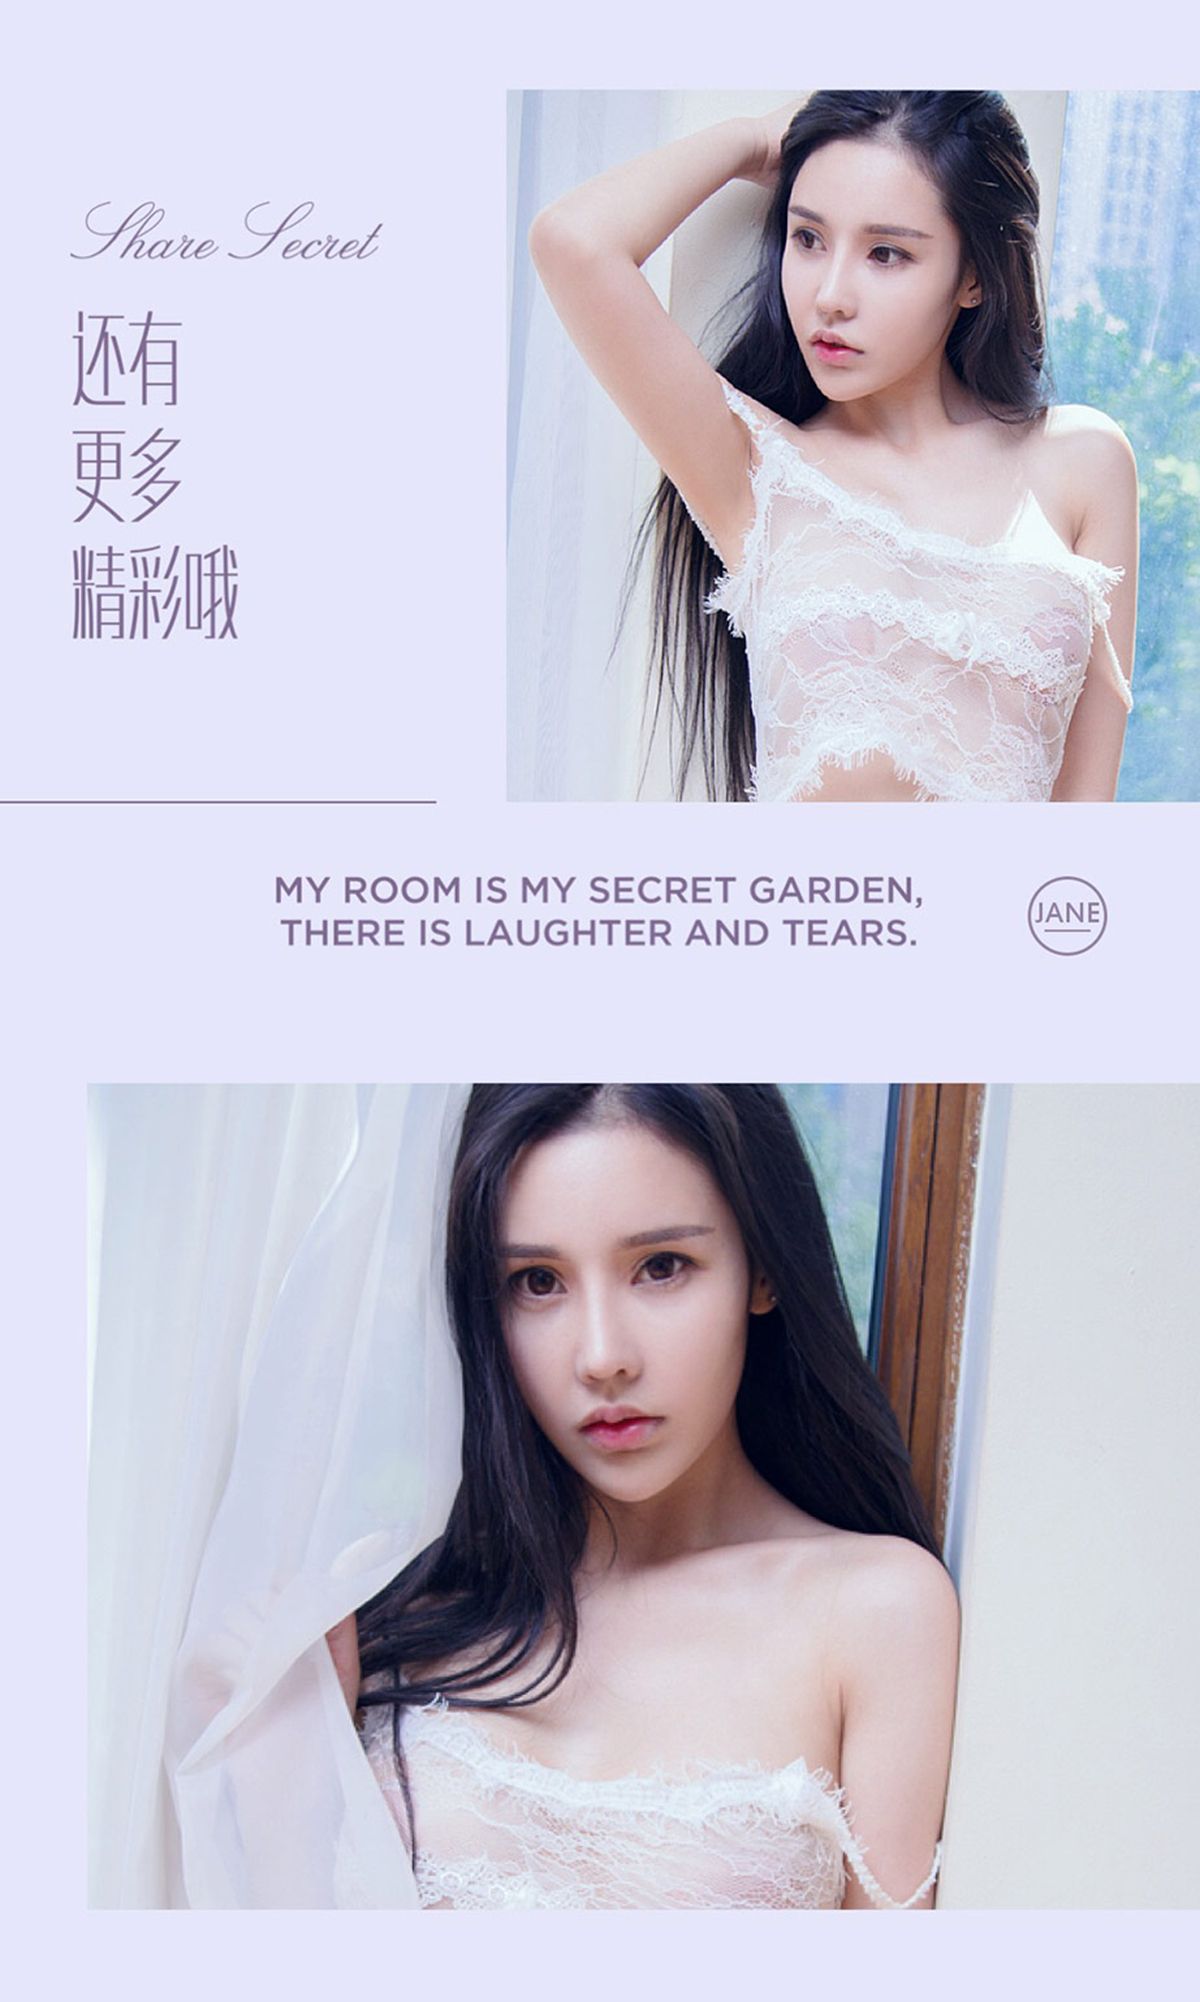 Share Secret
还有
更多
精彩哦
MY ROOM IS MY SECRET GARDEN,
THERE IS LAUGHTER AND TEARS.
JANE